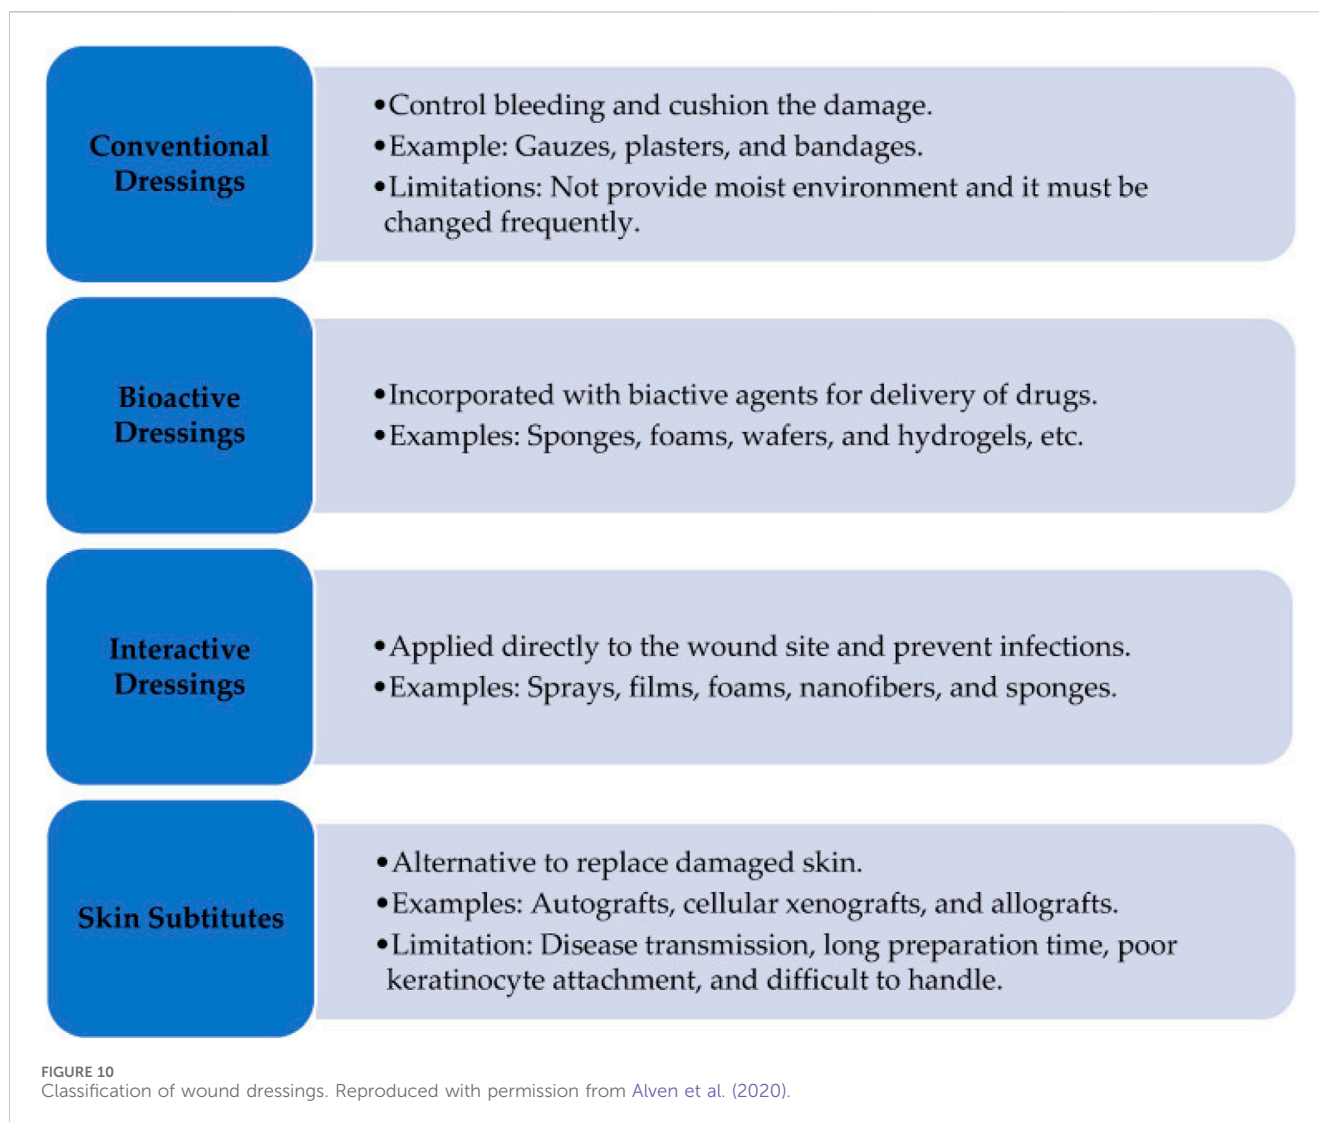 Conventional
Dressings
•Control bleeding and cushion the damage.
•Example: Gauzes, plasters, and bandages.
•Limitations: Not provide moist environment and it must be
changed frequently.
Bioactive
Dressings
•Incorporated with biactive agents for delivery of drugs.
•Examples: Sponges, foams, wafers, and hydrogels, etc.
Interactive
Dressings
•Applied directly to the wound site and prevent infections.
•Examples: Sprays, films, foams, nanofibers, and sponges.
Skin Subtitutes
•Alternative to replace damaged skin.
•Examples: Autografts, cellular xenografts, and allografts.
•Limitation: Disease transmission, long preparation time, poor
keratinocyte attachment, and difficult to handle.
FIGURE 10
Classification of wound dressings. Reproduced with permission from Alven et al. (2020).